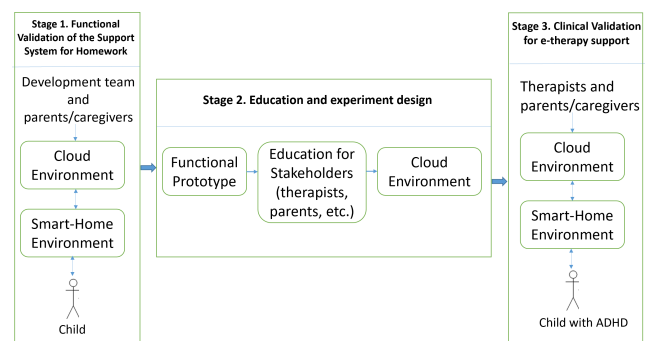 Stage 1. Functional
Validation of the Support
System for Homework
Development team
and
parents/caregivers
Cloud
Environment
Smart-Home
Environment
Child
Stage 2. Education and experiment design
Functional
Prototype
Education for
Stakeholders
(therapists,
parents, etc.)
Cloud
Environment
Stage 3. Clinical Validation
for e-therapy support
Therapists and
parents/caregivers
Cloud
Environment
Smart-Home
Environment
Child with ADHD